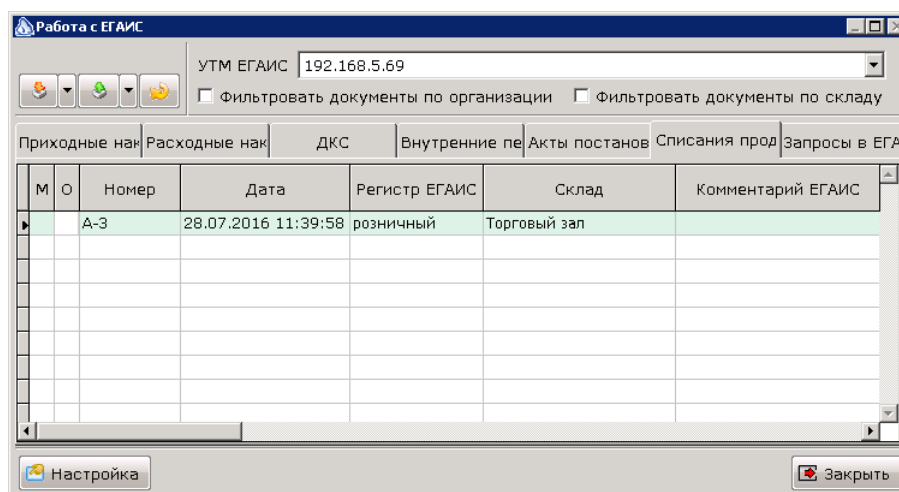 Работа с ЕГАИС
УТМ ЕГАИС 192.168.5.69
Фильтровать документы по организации Фильтровать документы по складу
Приходные нак Расходные нак ДКС Внутренние пе Акты постанов Списания прод Запросы в ЕГА
М О Номер Дата Регистр ЕГАИС Склад Комментарий ЕГАИС
А-3 28.07.2016 11:39:58 розничный Торговый зал
Настройка Закрыть